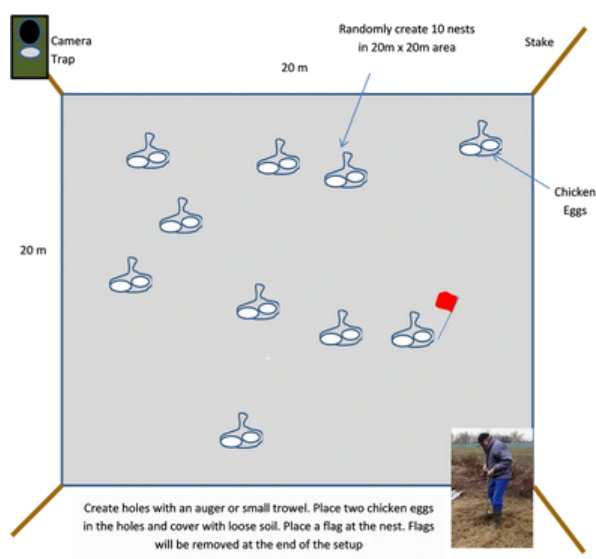 Camera
Trap
Randomly create 10 nests
in 20m x 20m area
Stake
20 m
Chicken
Eggs
20 m
Create holes with an auger or small trowel. Place two chicken eggs
in the holes and cover with loose soil. Place a flag at the nest. Flags
will be removed at the end of the setup